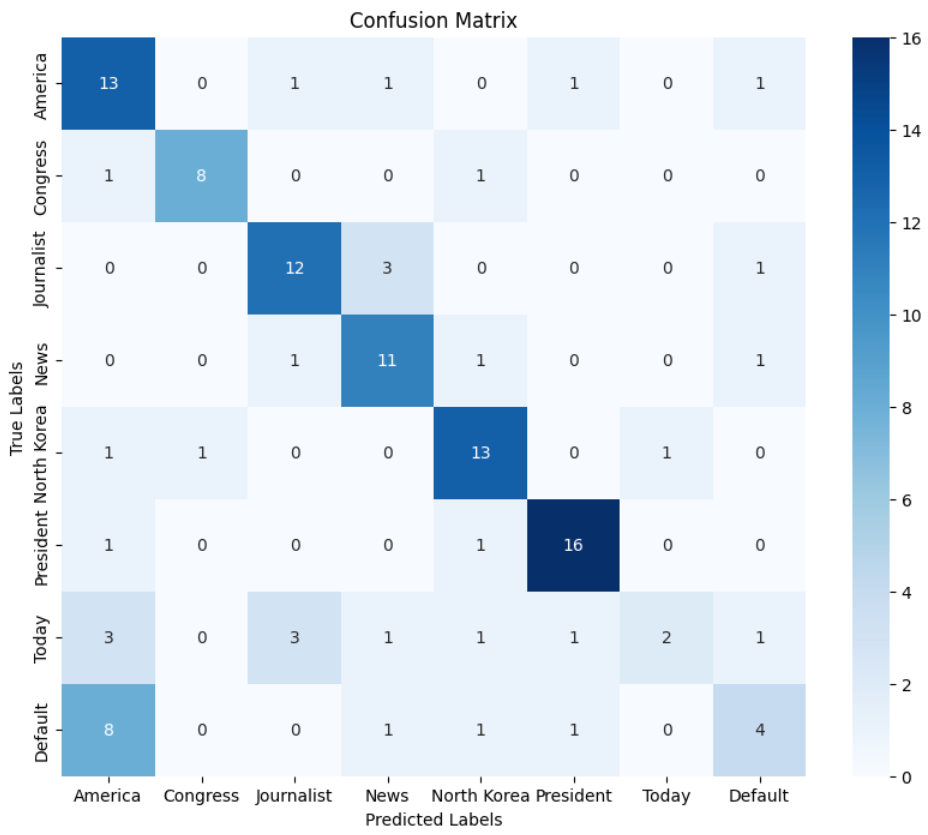 Confusion Matrix
America 13 0 1 1 0 1 0 1
Congress 1 8 0 0 1 0 0 0
Journalist 0 0 12 3 0 0 0 1
News 0 0 1 11 1 0 0 1
North Korea 1 1 0 0 13 0 1 0
President 1 0 0 0 1 16 0 0
Today 3 0 3 1 1 1 2 1
Default 8 0 0 1 1 1 0 4
America Congress Journalist News North Korea President Today Default
Predicted Labels
True Labels
16
14
12
10
8
6
4
2
0